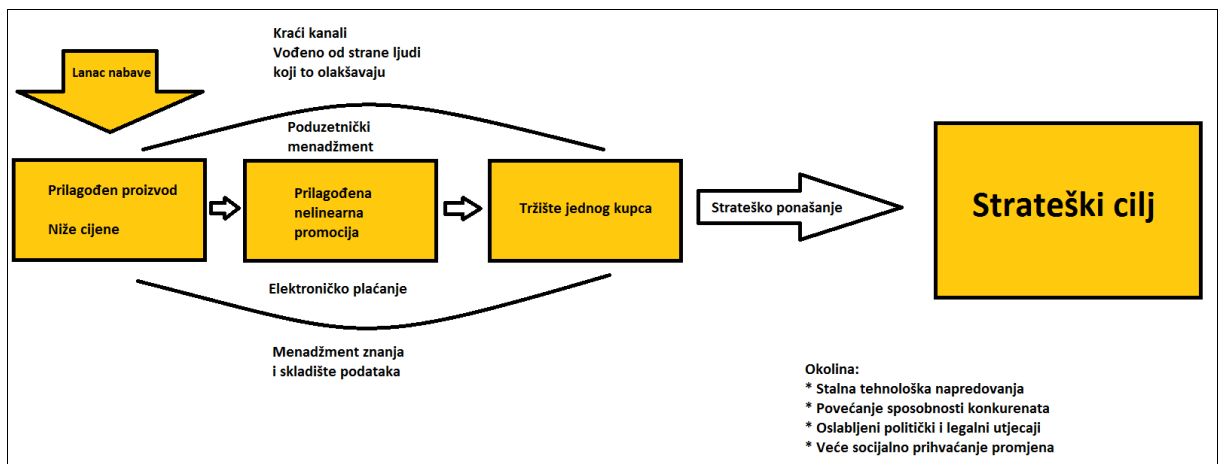 Kraći kanali
Vođeno od strane ljudi
koji to olakšavaju
Lanac nabave
Poduzetnički
menadžment
Prilagođen proizvod
Niže cijene
Prilagođena
nelinearna
promocija
Tržište jednog kupca
Strateško ponašanje
Strateški cilj
Elektroničko plaćanje
Menadžment znanja
i skladište podataka
Okolina:
* Stalna tehnološka napredovanja
* Povećanje sposobnosti konkurenata
* Oslabljeni politički i legalni utjecaji
* Veće socijalno prihvaćanje promjena